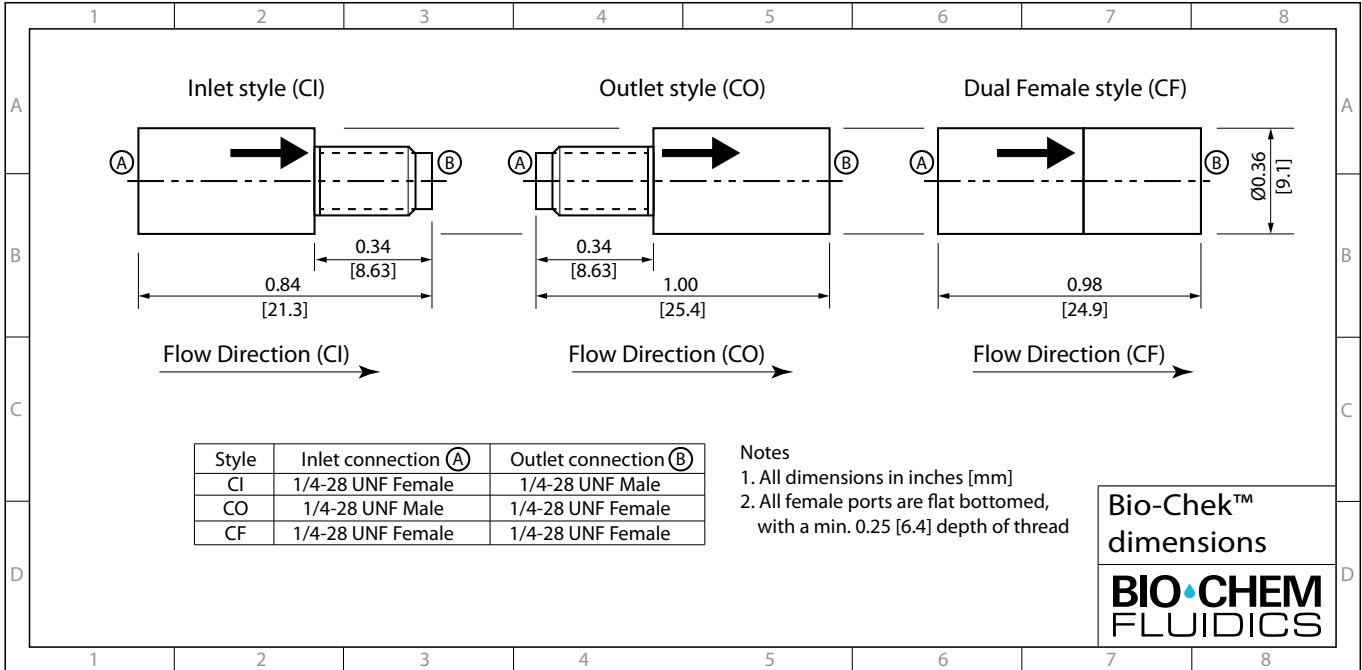 1 2 3 4 5 6 7 8
A A
Inlet style (CI) Outlet style (CO) Dual Female style (CF)
A B A B A B
Ø0.36
[9.1]
B B
0.34 0.34
[8.63] [8.63]
0.84 1.00 0.98
[21.3] [25.4] [24.9]
Flow Direction (CI) Flow Direction (CO) Flow Direction (CF)
C C
Style Inlet connection A Outlet connection B
CI 1/4-28 UNF Female 1/4-28 UNF Male
CO 1/4-28 UNF Male 1/4-28 UNF Female
CF 1/4-28 UNF Female 1/4-28 UNF Female
Notes
1. All dimensions in inches [mm]
2. All female ports are flat bottomed,
with a min. 0.25 [6.4] depth of thread
Bio-Chek™
dimensions
D D
BIO CHEM
FLUIDICS
1 2 3 4 5 6 7 8